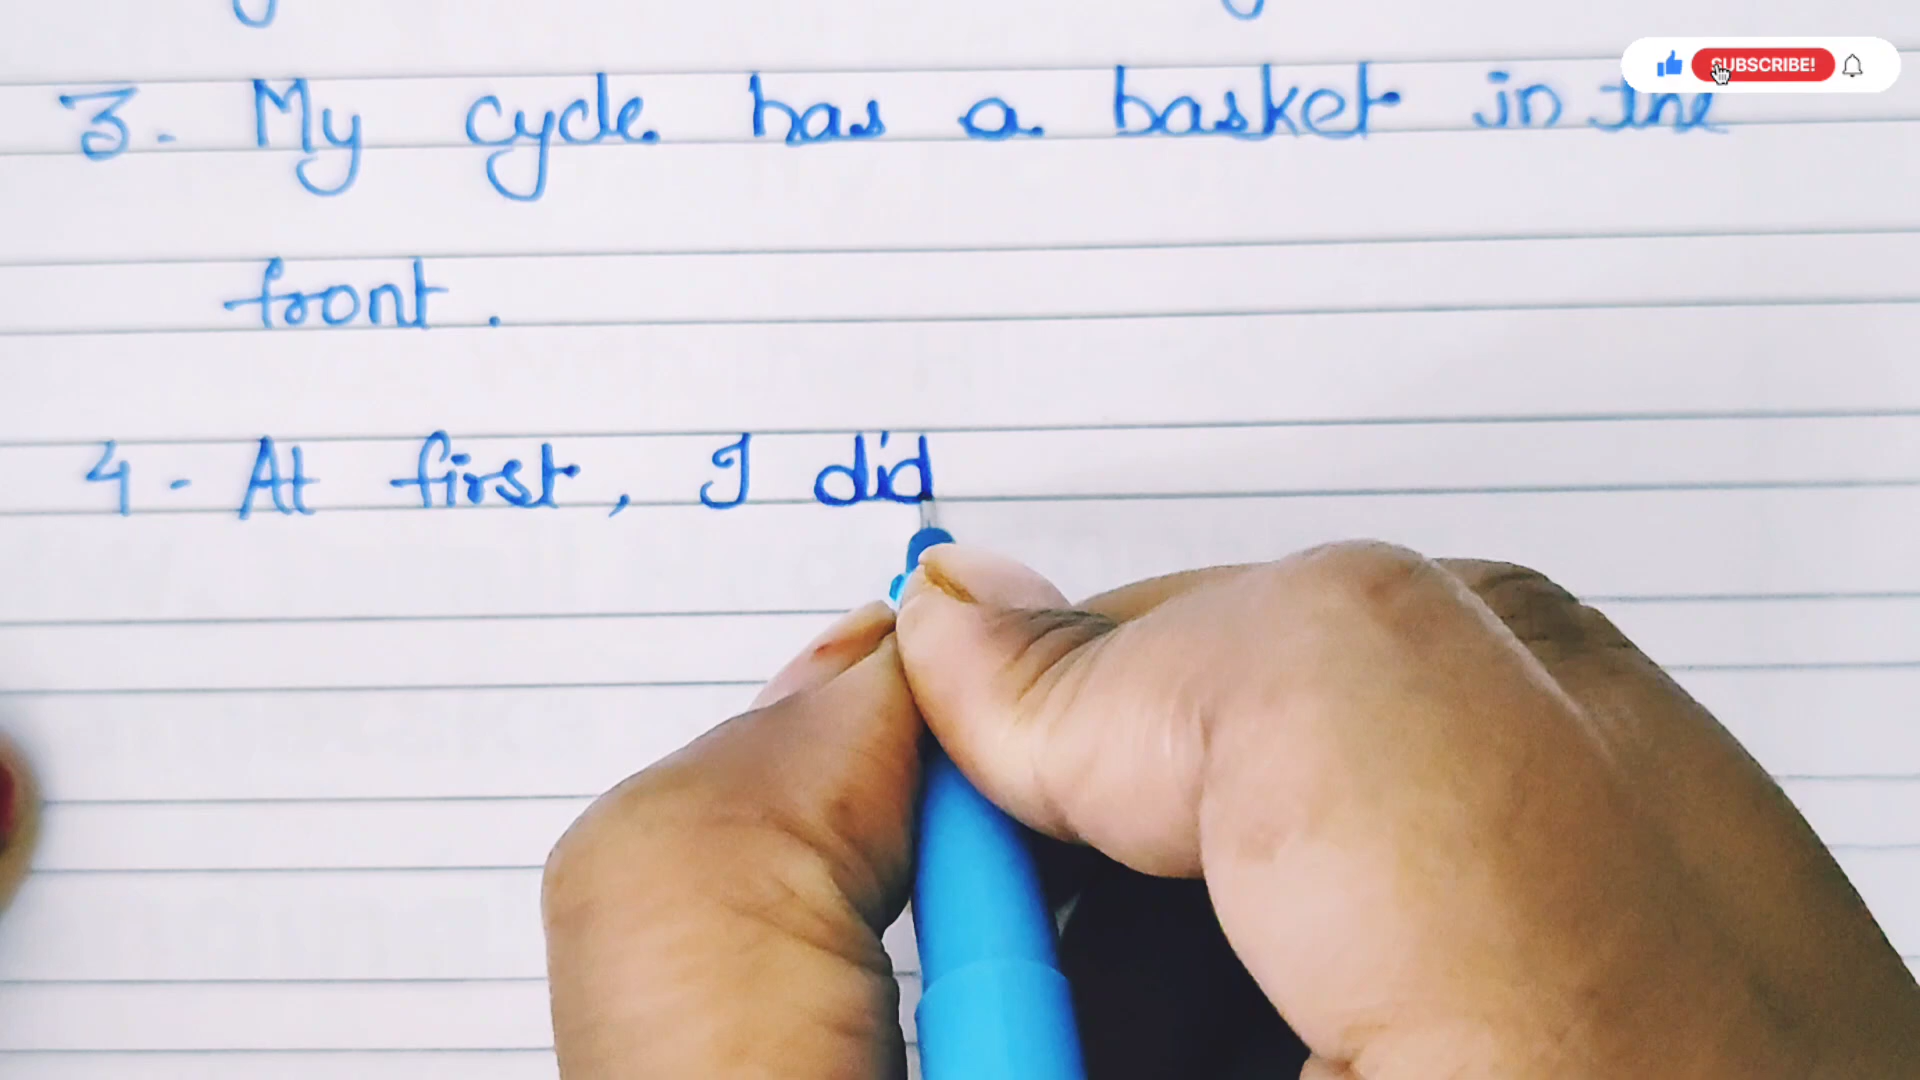 SUBSCRIBE!
3. My cycle has a basket in the
front.
4. At first, I did